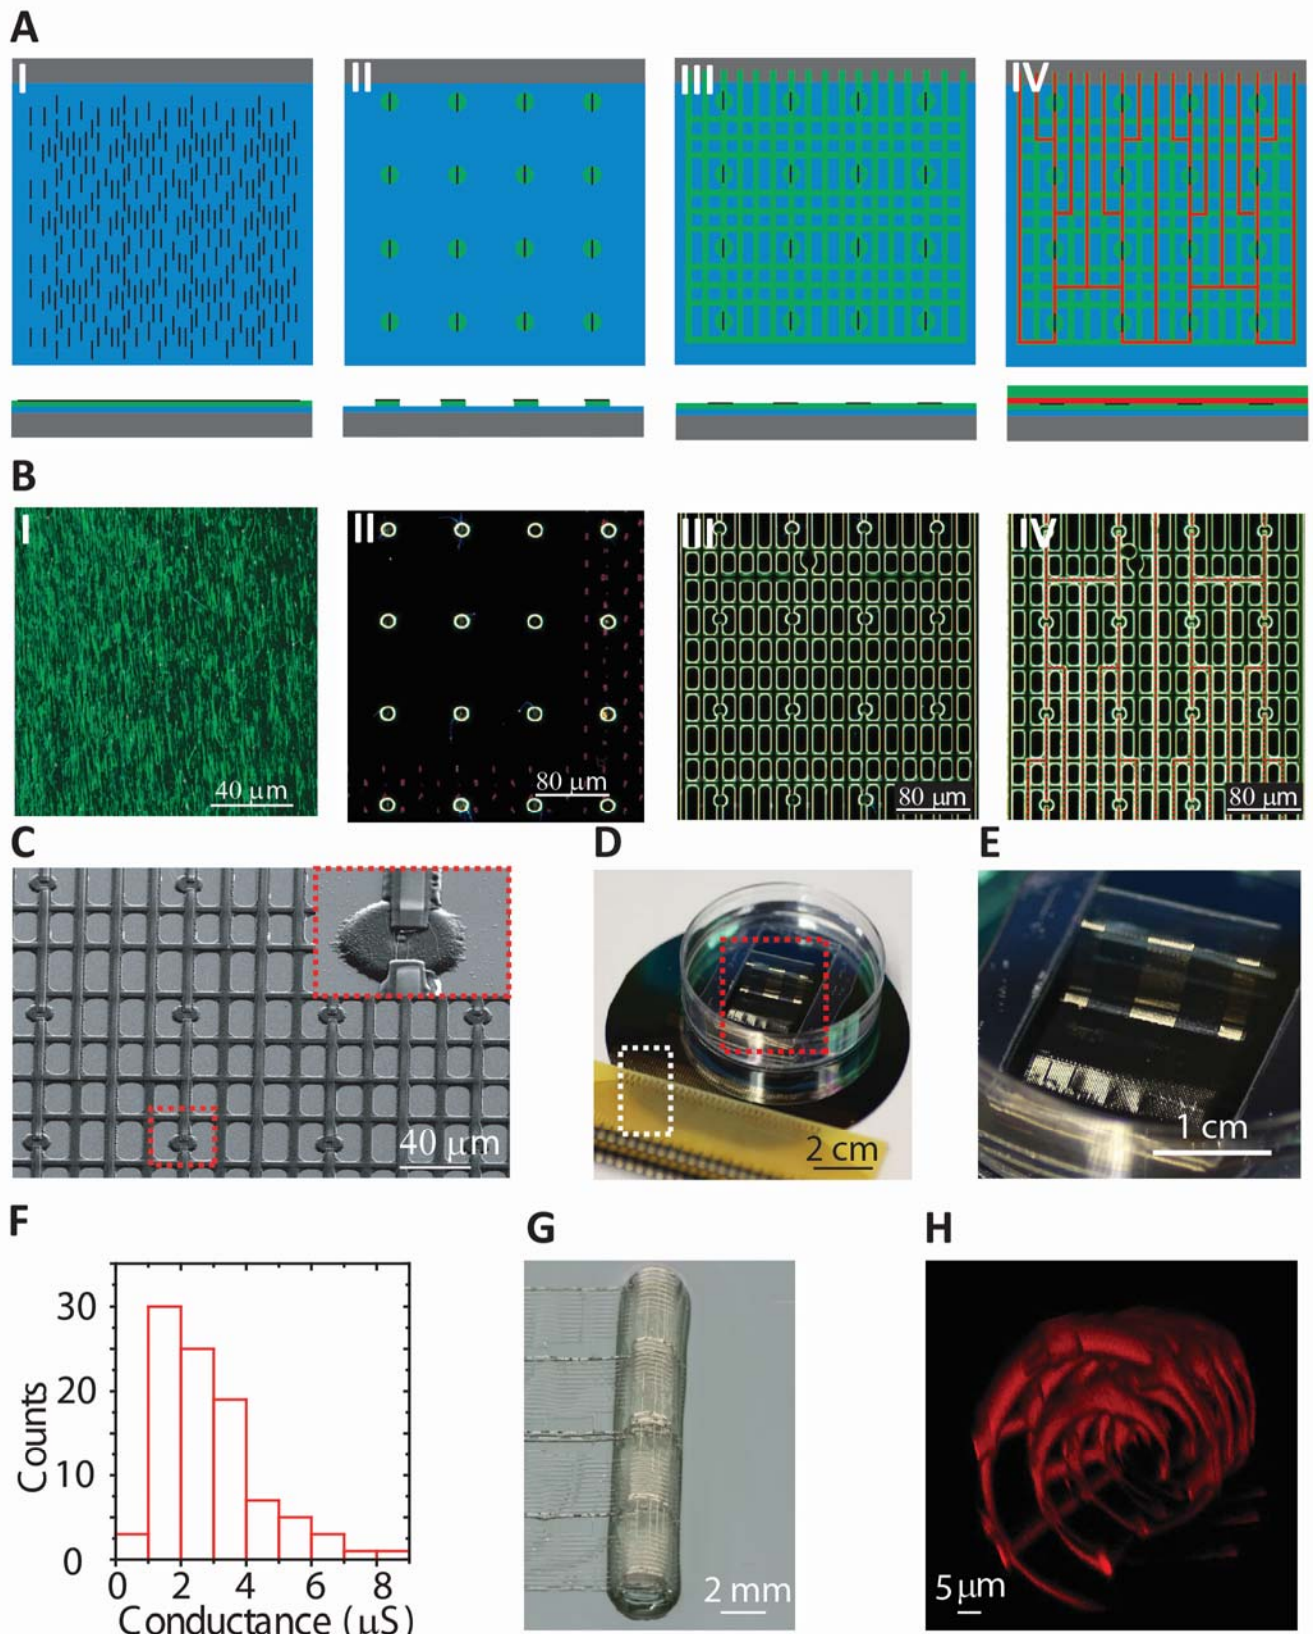 A
I II III IV
B
I II III IV
40 μm 80 μm 80 μm 80 μm
C D E
40 μm 2 cm 1 cm
F G H
30
20
10
0
Counts
0 2 4 6 8
Conductance (μS)
2 mm
5 μm